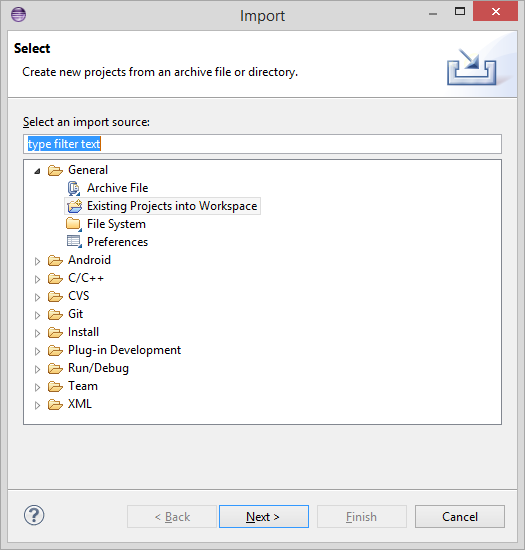 Import
Select
Create new projects from an archive file or directory.
Select an import source:
type filter text
General
Archive File
Existing Projects into Workspace
File System
Preferences
Android
C/C++
CVS
Git
Install
Plug-in Development
Run/Debug
Team
XML
?
< Back
Next >
Finish
Cancel